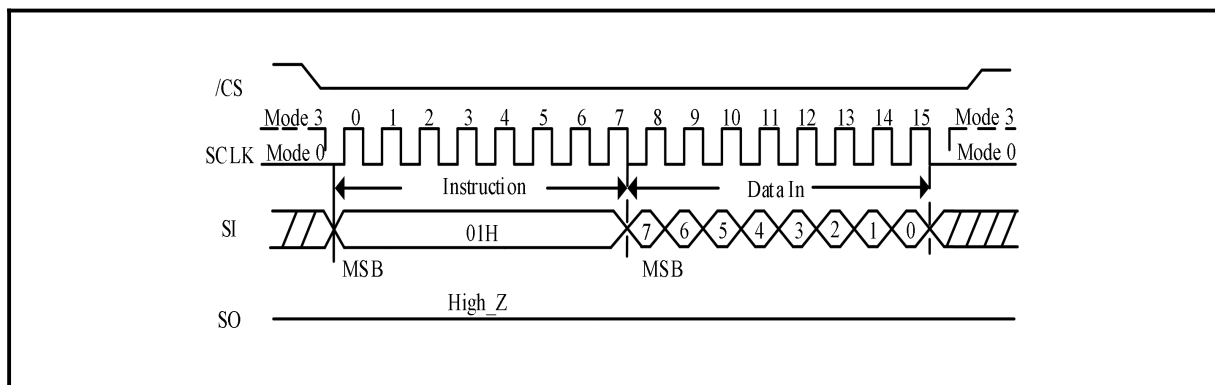 /CS
Mode 3 0 1 2 3 4 5 6 7 8 9 10 11 12 13 14 15 Mode 3
SCLK Mode 0 Mode 0
Instruction Data In
SI 01H 7 6 5 4 3 2 1 0
MSB MSB
High_Z
SO